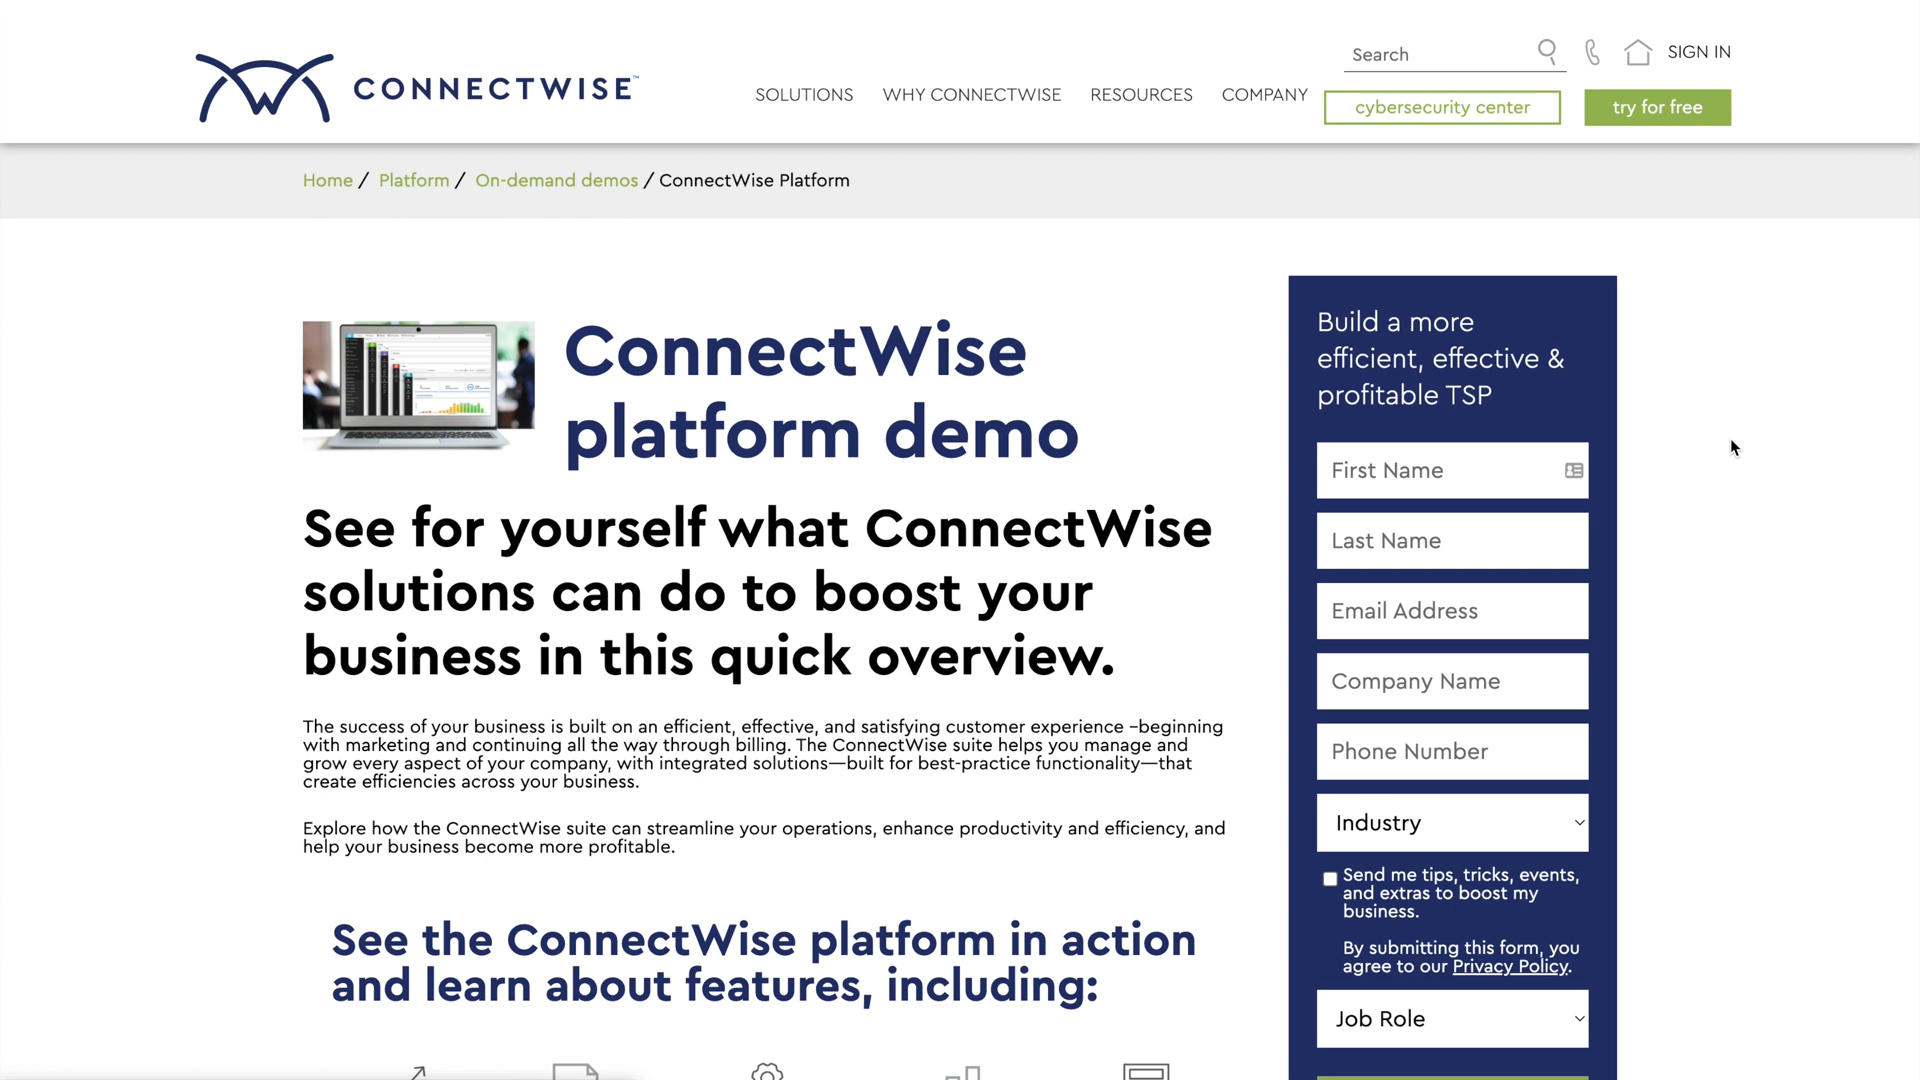 CONNECTWISE™
Search
SIGN IN
SOLUTIONS
WHY CONNECTWISE
RESOURCES
COMPANY
cybersecurity center
try for free
Home / Platform / On-demand demos / ConnectWise Platform
ConnectWise
platform demo
See for yourself what ConnectWise
solutions can do to boost your
business in this quick overview.
The success of your business is built on an efficient, effective, and satisfying customer experience –beginning
with marketing and continuing all the way through billing. The ConnectWise suite helps you manage and
grow every aspect of your company, with integrated solutions—built for best-practice functionality—that
create efficiencies across your business.
Explore how the ConnectWise suite can streamline your operations, enhance productivity and efficiency, and
help your business become more profitable.
See the ConnectWise platform in action
and learn about features, including:
Build a more
efficient, effective &
profitable TSP
First Name
Last Name
Email Address
Company Name
Phone Number
Industry
Send me tips, tricks, events,
and extras to boost my
business.
By submitting this form, you
agree to our Privacy Policy.
Job Role